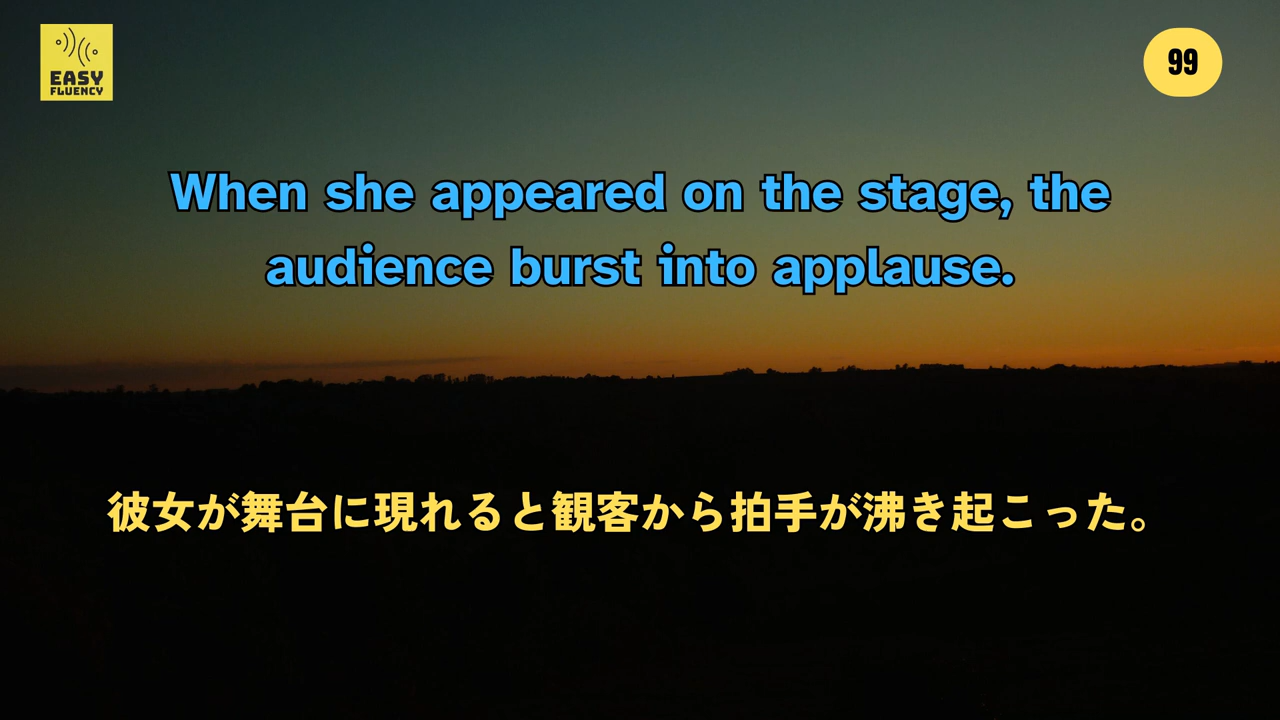 EASY
FLUENCY
99
When she appeared on the stage, the
audience burst into applause.
彼女が舞台に現れると観客から拍手が沸き起こった。